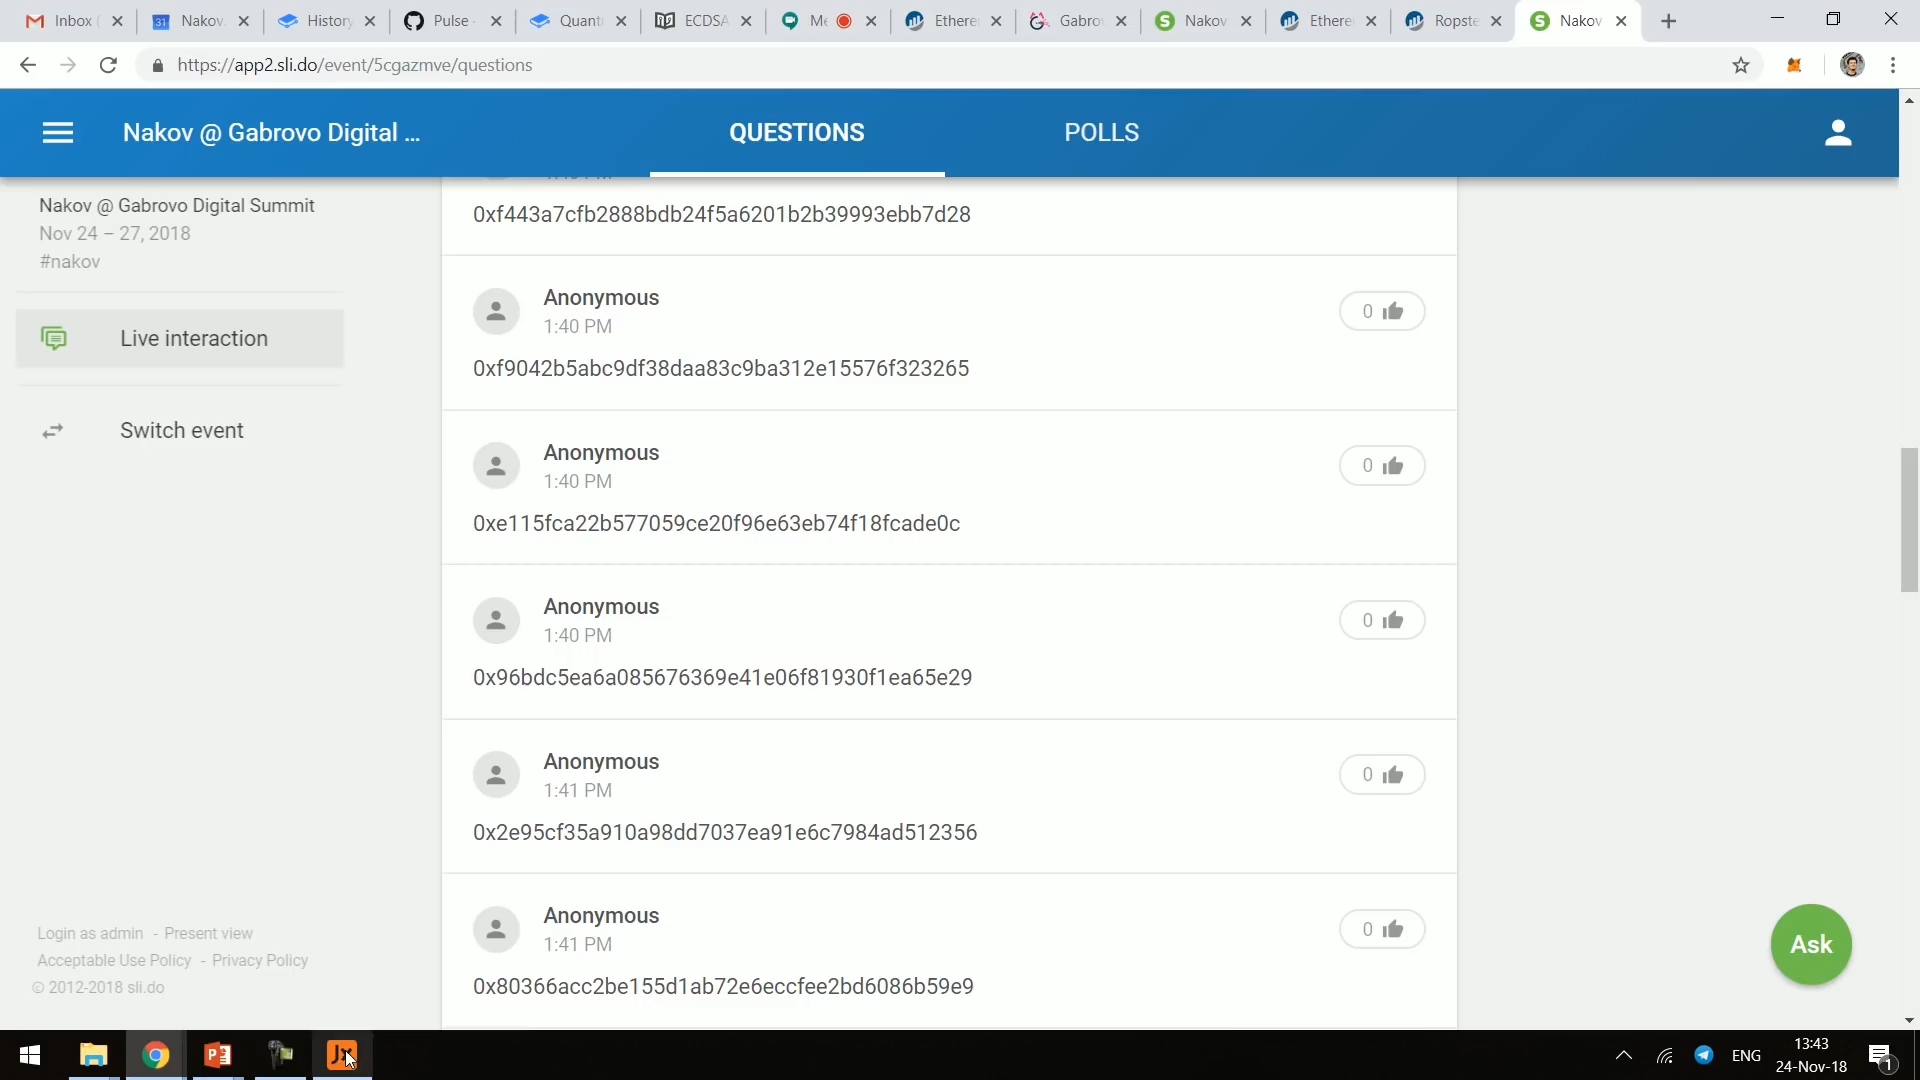 Inbox (
31
Nakov.
History
Pulse
Quant
ECDSA
Me
Ether
Gabro
Nakov
Ethere
Ropste
Nakov
https://app2.sli.do/event/5cgazmve/questions
Nakov @ Gabrovo Digital ...
QUESTIONS
POLLS
Nakov @ Gabrovo Digital Summit
Nov 24 – 27, 2018
#nakov
Live interaction
Switch event
0xf443a7cfb2888bdb24f5a6201b2b39993ebb7d28
Anonymous
1:40 PM
0
0xf9042b5abc9df38daa83c9ba312e15576f323265
Anonymous
1:40 PM
0
0xe115fca22b577059ce20f96e63eb74f18fcade0c
Anonymous
1:40 PM
0
0x96bdc5ea6a085676369e41e06f81930f1ea65e29
Anonymous
1:41 PM
0
0x2e95cf35a910a98dd7037ea91e6c7984ad512356
Anonymous
1:41 PM
0
0x80366acc2be155d1ab72e6eccfee2bd6086b59e9
Login as admin - Present view
Acceptable Use Policy - Privacy Policy
© 2012-2018 sli.do
Ask
ENG
13:43
24-Nov-18
1